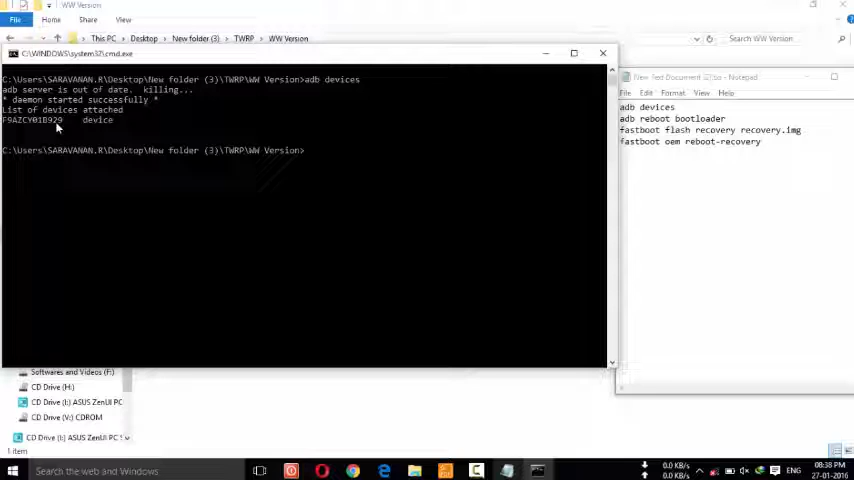 WW Version
File
Home
Share
View
This PC
Desktop
New folder (3)
TWRP
WW Version
Search WW Version
C:\WINDOWS\system32\cmd.exe
C:\Users\SARAVANAN.R\Desktop\New folder (3)\TWRP\WW Version>adb devices
adb server is out of date.  killing...
* daemon started successfully *
List of devices attached
F9AZCY01B929    device
C:\Users\SARAVANAN.R\Desktop\New folder (3)\TWRP\WW Version>
File
Edit
Format
View
Help
adb devices
adb reboot bootloader
fastboot flash recovery recovery.img
fastboot oem reboot-recovery
Softwares and Videos (F:)
CD Drive (H:)
CD Drive (I:) ASUS ZenUI PC
CD Drive (V:) CDROM
CD Drive (I:) ASUS ZenUI PC S
1 item
Search the web and Windows
0.0 KB/s
0.0 KB/s
ENG
08:38 PM
27-01-2016